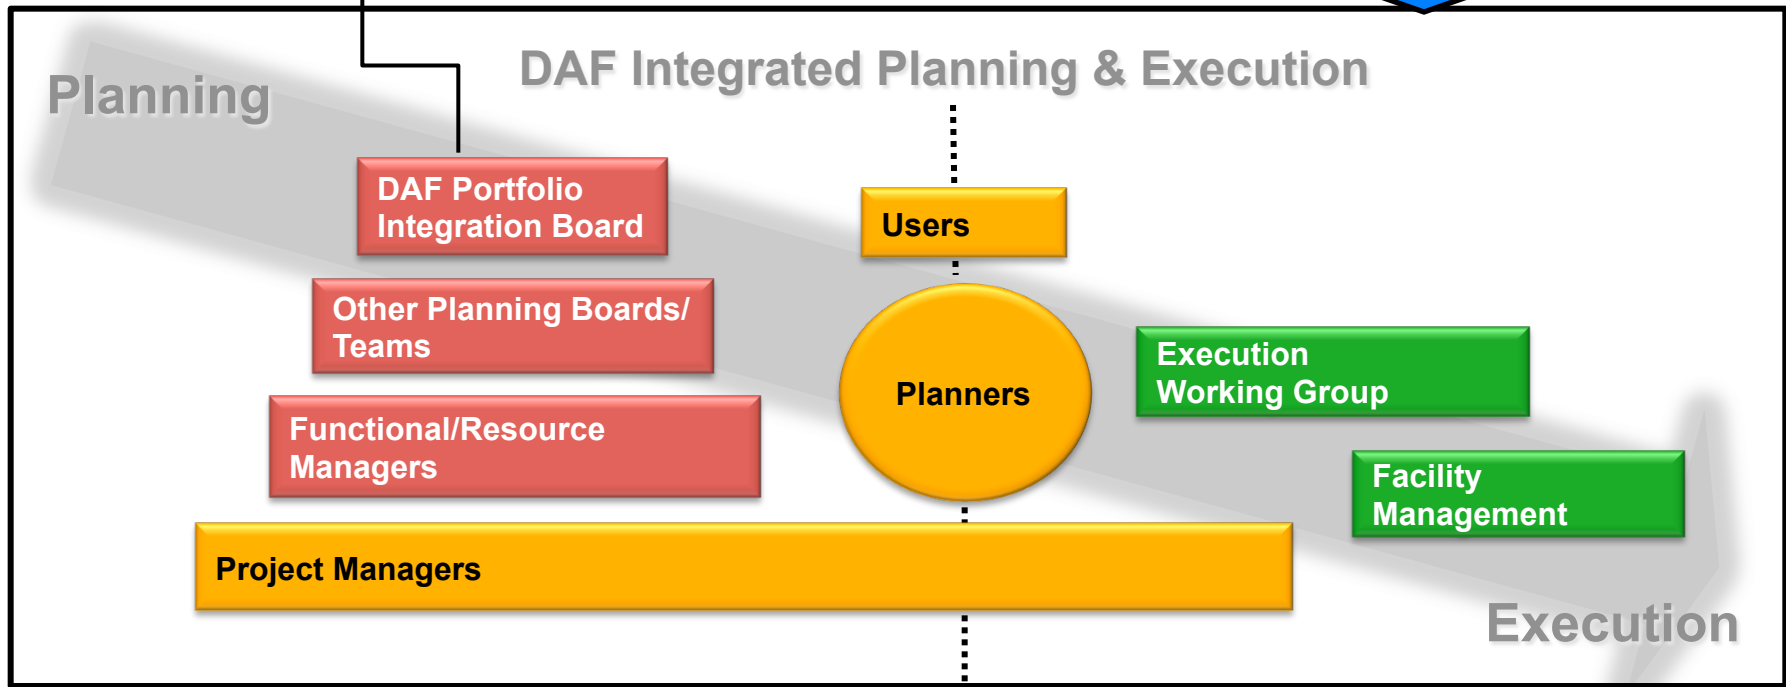 DAF Integrated Planning & Execution
Planning
DAF Portfolio
Integration Board
Users
Other Planning Boards/
Teams
Execution
Working Group
Planners
Functional/Resource
Managers
Facility
Management
Project Managers
Execution